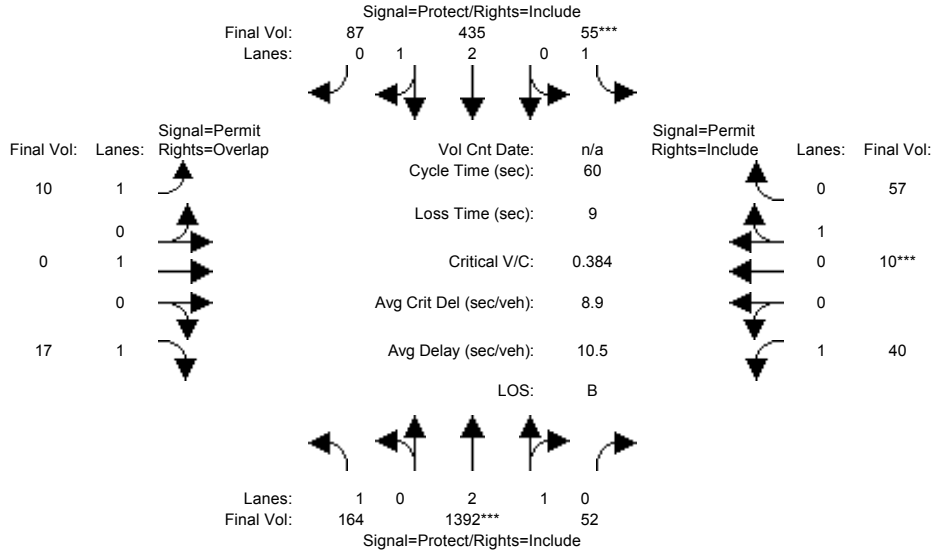 Signal=Protect/Rights=Include
Final Vol: 87 435 55***
Lanes: 0 1 2 0 1
Signal=Permit
Final Vol: Lanes: Rights=Overlap
Vol Cnt Date: n/a
Signal=Permit
Rights=Include Lanes: Final Vol:
Cycle Time (sec): 60
10 1
0 57
Loss Time (sec): 9
0
1
0 1
Critical V/C: 0.384
0 10***
0
Avg Crit Del (sec/veh): 8.9
0
17 1
Avg Delay (sec/veh): 10.5
1 40
LOS: B
Lanes: 1 0 2 1 0
Final Vol: 164 1392*** 52
Signal=Protect/Rights=Include